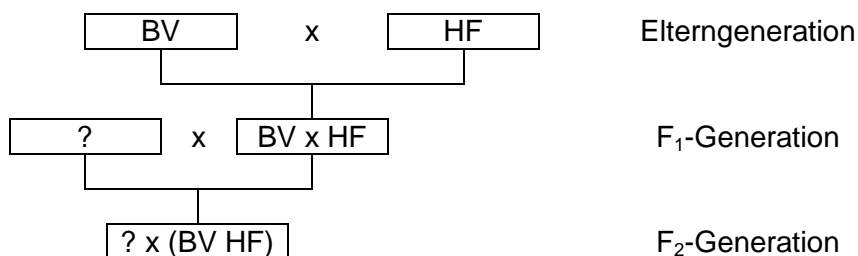 BV x HF Elterngeneration
? x BV x HF F₁-Generation
? x (BV HF) F₂-Generation